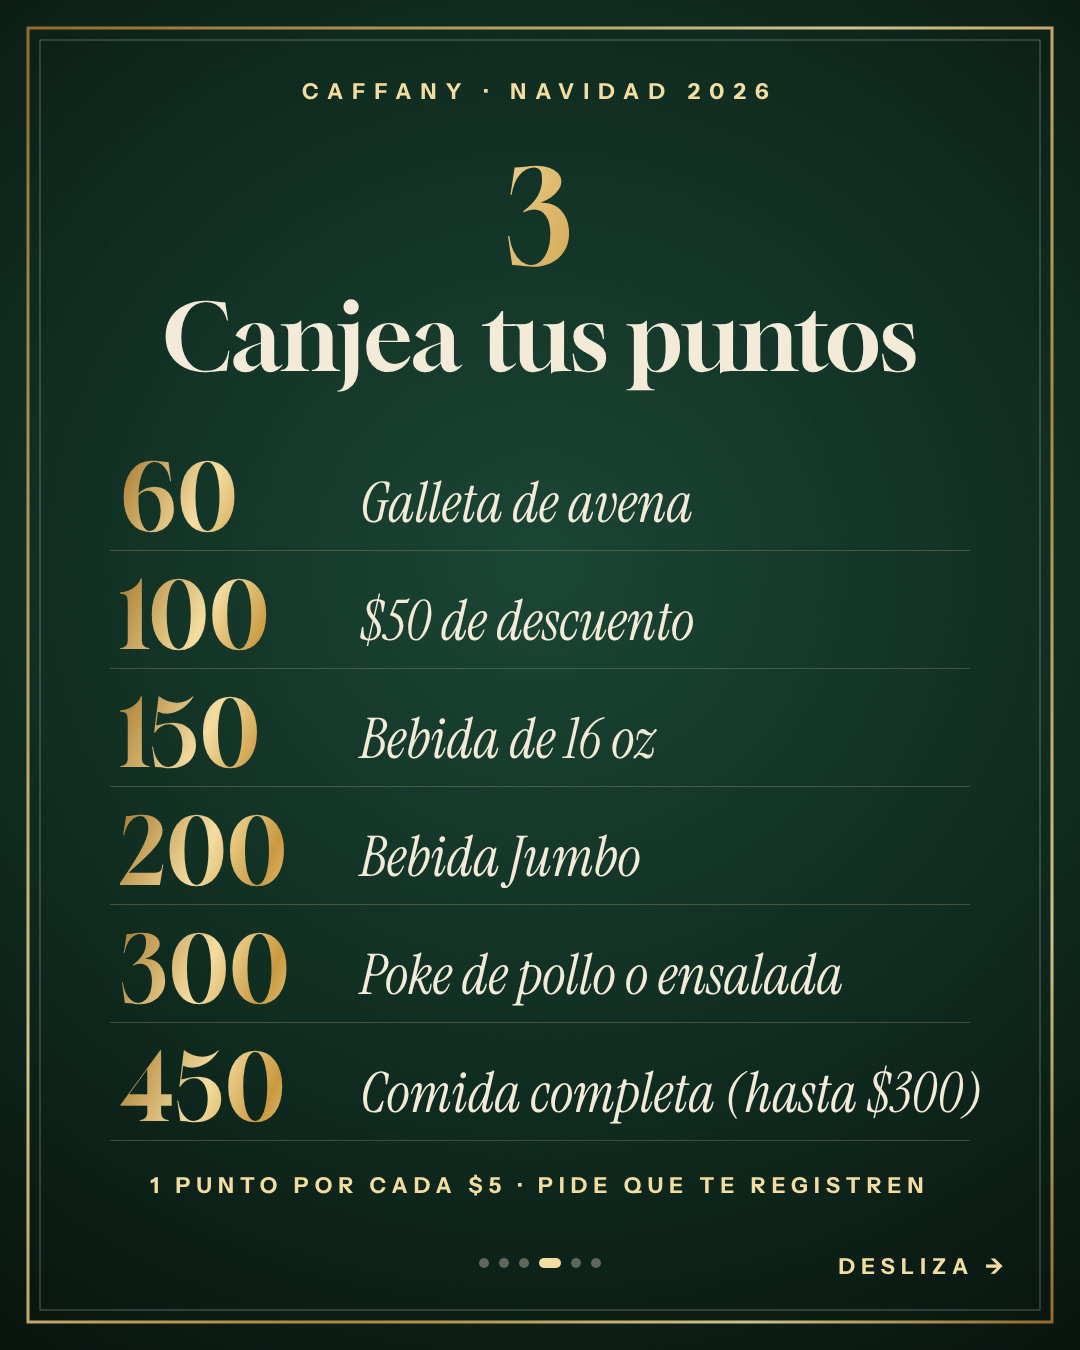 CAFFANY · NAVIDAD 2026
3
Canjea tus puntos
60 Galleta de avena
100 $50 de descuento
150 Bebida de 16 oz
200 Bebida Jumbo
300 Poke de pollo o ensalada
450 Comida completa (hasta $300)
1 PUNTO POR CADA $5 · PIDE QUE TE REGISTREN
DESLIZA →